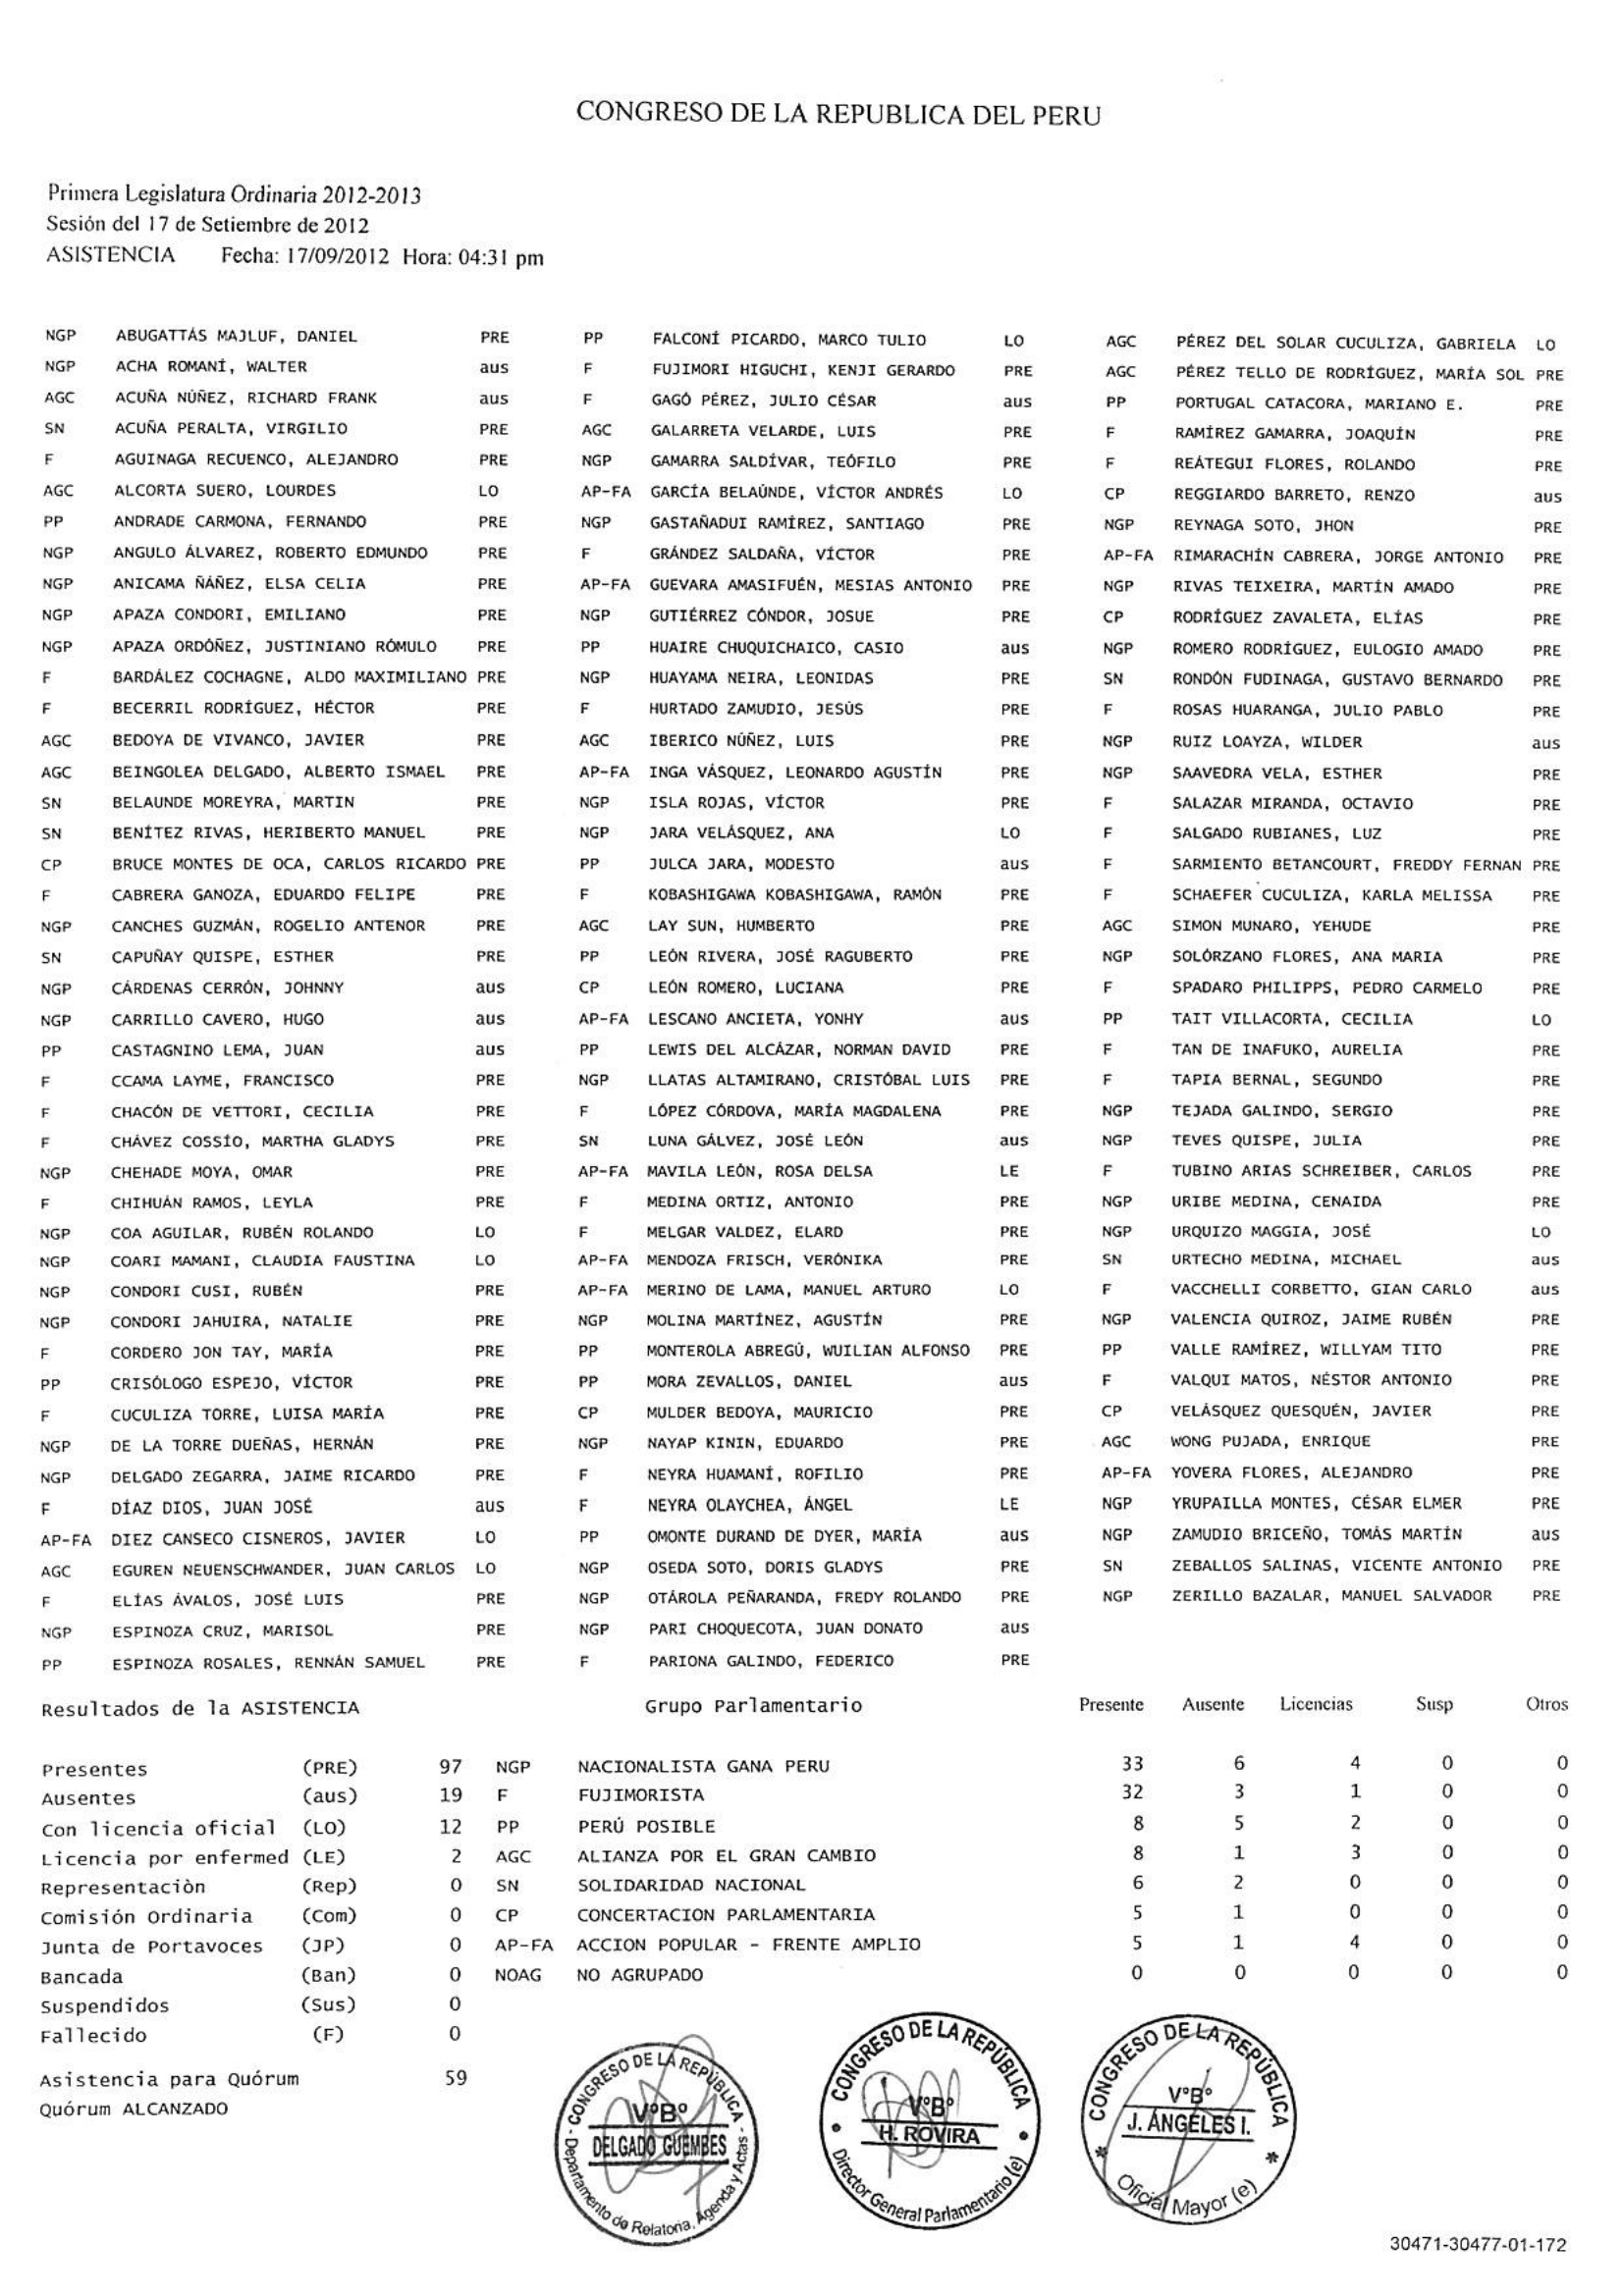 CONGRESO DE LA REPUBLICA DEL PERU
Primera Legislatura Ordinaria 2012-2013
Sesión del 17 de Setiembre de 2012
ASISTENCIA Fecha: 17/09/2012 Hora: 04:31 pm
NGP ABUGATTÁS MAJLUF, DANIEL PRE
NGP ACHA ROMANÍ, WALTER aus
AGC ACUÑA NÚÑEZ, RICHARD FRANK aus
SN ACUÑA PERALTA, VIRGILIO PRE
F AGUINAGA RECUENCO, ALEJANDRO PRE
AGC ALCORTA SUERO, LOURDES LO
PP ANDRADE CARMONA, FERNANDO PRE
NGP ANGULO ÁLVAREZ, ROBERTO EDMUNDO PRE
NGP ANICAMA ÑÁÑEZ, ELSA CELIA PRE
NGP APAZA CONDORI, EMILIANO PRE
NGP APAZA ORDÓÑEZ, JUSTINIANO RÓMULO PRE
F BARDÁLEZ COCHAGNE, ALDO MAXIMILIANO PRE
F BECERRIL RODRÍGUEZ, HÉCTOR PRE
AGC BEDOYA DE VIVANCO, JAVIER PRE
AGC BEINGOLEA DELGADO, ALBERTO ISMAEL PRE
SN BELAUNDE MOREYRA, MARTIN PRE
SN BENÍTEZ RIVAS, HERIBERTO MANUEL PRE
CP BRUCE MONTES DE OCA, CARLOS RICARDO PRE
F CABRERA GANOZA, EDUARDO FELIPE PRE
NGP CANCHES GUZMÁN, ROGELIO ANTENOR PRE
SN CAPUÑAY QUISPE, ESTHER PRE
NGP CÁRDENAS CERRÓN, JOHNNY aus
NGP CARRILLO CAVERO, HUGO aus
PP CASTAGNINO LEMA, JUAN aus
F CCAMA LAYME, FRANCISCO PRE
F CHACÓN DE VETTORI, CECILIA PRE
F CHÁVEZ COSSÍO, MARTHA GLADYS PRE
NGP CHEHADE MOYA, OMAR PRE
F CHIHUÁN RAMOS, LEYLA PRE
NGP COA AGUILAR, RUBÉN ROLANDO LO
NGP COARI MAMANI, CLAUDIA FAUSTINA LO
NGP CONDORI CUSI, RUBÉN PRE
NGP CONDORI JAHUIRA, NATALIE PRE
F CORDERO JON TAY, MARÍA PRE
PP CRISÓLOGO ESPEJO, VÍCTOR PRE
F CUCULIZA TORRE, LUISA MARÍA PRE
NGP DE LA TORRE DUEÑAS, HERNÁN PRE
NGP DELGADO ZEGARRA, JAIME RICARDO PRE
F DÍAZ DIOS, JUAN JOSÉ aus
AP-FA DIEZ CANSECO CISNEROS, JAVIER LO
AGC EGUREN NEUENSCHWANDER, JUAN CARLOS LO
F ELÍAS ÁVALOS, JOSÉ LUIS PRE
NGP ESPINOZA CRUZ, MARISOL PRE
PP ESPINOZA ROSALES, RENNÁN SAMUEL PRE
PP FALCONÍ PICARDO, MARCO TULIO LO
F FUJIMORI HIGUCHI, KENJI GERARDO PRE
F GAGÓ PÉREZ, JULIO CÉSAR aus
AGC GALARRETA VELARDE, LUIS PRE
NGP GAMARRA SALDÍVAR, TEÓFILO PRE
AP-FA GARCÍA BELAÚNDE, VÍCTOR ANDRÉS LO
NGP GASTAÑADUI RAMÍREZ, SANTIAGO PRE
F GRÁNDEZ SALDAÑA, VÍCTOR PRE
AP-FA GUEVARA AMASIFUÉN, MESIAS ANTONIO PRE
NGP GUTIÉRREZ CÓNDOR, JOSUE PRE
PP HUAIRE CHUQUICHAICO, CASIO aus
NGP HUAYAMA NEIRA, LEONIDAS PRE
F HURTADO ZAMUDIO, JESÚS PRE
AGC IBERICO NÚÑEZ, LUIS PRE
AP-FA INGA VÁSQUEZ, LEONARDO AGUSTÍN PRE
NGP ISLA ROJAS, VÍCTOR PRE
NGP JARA VELÁSQUEZ, ANA LO
PP JULCA JARA, MODESTO aus
F KOBASHIGAWA KOBASHIGAWA, RAMÓN PRE
AGC LAY SUN, HUMBERTO PRE
PP LEÓN RIVERA, JOSÉ RAGUBERTO PRE
CP LEÓN ROMERO, LUCIANA PRE
AP-FA LESCANO ANCIETA, YONHY aus
PP LEWIS DEL ALCÁZAR, NORMAN DAVID PRE
NGP LLATAS ALTAMIRANO, CRISTÓBAL LUIS PRE
F LÓPEZ CÓRDOVA, MARÍA MAGDALENA PRE
SN LUNA GÁLVEZ, JOSÉ LEÓN aus
AP-FA MAVILA LEÓN, ROSA DELSA LE
F MEDINA ORTIZ, ANTONIO PRE
F MELGAR VALDEZ, ELARD PRE
AP-FA MENDOZA FRISCH, VERÓNIKA PRE
AP-FA MERINO DE LAMA, MANUEL ARTURO LO
NGP MOLINA MARTÍNEZ, AGUSTÍN PRE
PP MONTEROLA ABREGÚ, WUILIAN ALFONSO PRE
PP MORA ZEVALLOS, DANIEL aus
CP MULDER BEDOYA, MAURICIO PRE
NGP NAYAP KININ, EDUARDO PRE
F NEYRA HUAMANÍ, ROFILIO PRE
F NEYRA OLAYCHEA, ÁNGEL LE
PP OMONTE DURAND DE DYER, MARÍA aus
NGP OSEDA SOTO, DORIS GLADYS PRE
NGP OTÁROLA PEÑARANDA, FREDY ROLANDO PRE
NGP PARI CHOQUECOTA, JUAN DONATO aus
F PARIONA GALINDO, FEDERICO PRE
AGC PÉREZ DEL SOLAR CUCULIZA, GABRIELA LO
AGC PÉREZ TELLO DE RODRÍGUEZ, MARÍA SOL PRE
PP PORTUGAL CATACORA, MARIANO E. PRE
F RAMÍREZ GAMARRA, JOAQUÍN PRE
F REÁTEGUI FLORES, ROLANDO PRE
CP REGGIARDO BARRETO, RENZO aus
NGP REYNAGA SOTO, JHON PRE
AP-FA RIMARACHÍN CABRERA, JORGE ANTONIO PRE
NGP RIVAS TEIXEIRA, MARTÍN AMADO PRE
CP RODRÍGUEZ ZAVALETA, ELÍAS PRE
NGP ROMERO RODRÍGUEZ, EULOGIO AMADO PRE
SN RONDÓN FUDINAGA, GUSTAVO BERNARDO PRE
F ROSAS HUARANGA, JULIO PABLO PRE
NGP RUIZ LOAYZA, WILDER aus
NGP SAAVEDRA VELA, ESTHER PRE
F SALAZAR MIRANDA, OCTAVIO PRE
F SALGADO RUBIANES, LUZ PRE
F SARMIENTO BETANCOURT, FREDDY FERNAN PRE
F SCHAEFER CUCULIZA, KARLA MELISSA PRE
AGC SIMON MUNARO, YEHUDE PRE
NGP SOLÓRZANO FLORES, ANA MARIA PRE
F SPADARO PHILIPPS, PEDRO CARMELO PRE
PP TAIT VILLACORTA, CECILIA LO
F TAN DE INAFUKO, AURELIA PRE
F TAPIA BERNAL, SEGUNDO PRE
NGP TEJADA GALINDO, SERGIO PRE
NGP TEVES QUISPE, JULIA PRE
F TUBINO ARIAS SCHREIBER, CARLOS PRE
NGP URIBE MEDINA, CENAIDA PRE
NGP URQUIZO MAGGIA, JOSÉ LO
SN URTECHO MEDINA, MICHAEL aus
F VACCHELLI CORBETTO, GIAN CARLO aus
NGP VALENCIA QUIROZ, JAIME RUBÉN PRE
PP VALLE RAMÍREZ, WILLYAM TITO PRE
F VALQUI MATOS, NÉSTOR ANTONIO PRE
CP VELÁSQUEZ QUESQUÉN, JAVIER PRE
AGC WONG PUJADA, ENRIQUE PRE
AP-FA YOVERA FLORES, ALEJANDRO PRE
NGP YRUPAILLA MONTES, CÉSAR ELMER PRE
NGP ZAMUDIO BRICEÑO, TOMÁS MARTÍN aus
SN ZEBALLOS SALINAS, VICENTE ANTONIO PRE
NGP ZERILLO BAZALAR, MANUEL SALVADOR PRE
Resultados de la ASISTENCIA
Presentes (PRE) 97
Ausentes (aus) 19
Con licencia oficial (LO) 12
Licencia por enfermed (LE) 2
Representaciòn (Rep) 0
Comisión Ordinaria (Com) 0
Junta de Portavoces (JP) 0
Bancada (Ban) 0
Suspendidos (Sus) 0
Fallecido (F) 0
Asistencia para Quórum 59
Quórum ALCANZADO
Grupo Parlamentario Presente Ausente Licencias Susp Otros
NGP NACIONALISTA GANA PERU 33 6 4 0 0
F FUJIMORISTA 32 3 1 0 0
PP PERÚ POSIBLE 8 5 2 0 0
AGC ALIANZA POR EL GRAN CAMBIO 8 1 3 0 0
SN SOLIDARIDAD NACIONAL 6 2 0 0 0
CP CONCERTACION PARLAMENTARIA 5 1 0 0 0
AP-FA ACCION POPULAR - FRENTE AMPLIO 5 1 4 0 0
NOAG NO AGRUPADO 0 0 0 0 0
CONGRESO DE LA REPUBLICA
V°B°
DELGADO GUEMBES
Departamento de Relatoria, Agenda y Actas
CONGRESO DE LA REPÚBLICA
V°B°
H. ROVIRA
Director General Parlamentario (e)
CONGRESO DE LA REPÚBLICA
V°B°
J. ÁNGELES I.
Oficial Mayor (e)
30471-30477-01-172